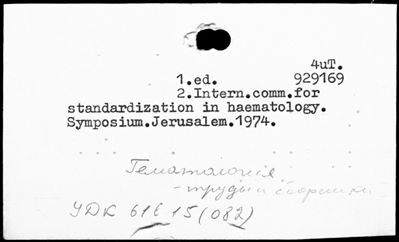 4uT.
1.ed. 929169
2.Intern.comm.for
standardization in haematology.
Symposium.Jerusalem.1974.
Гематология
- труды и сборники
УДК 616 15(082)